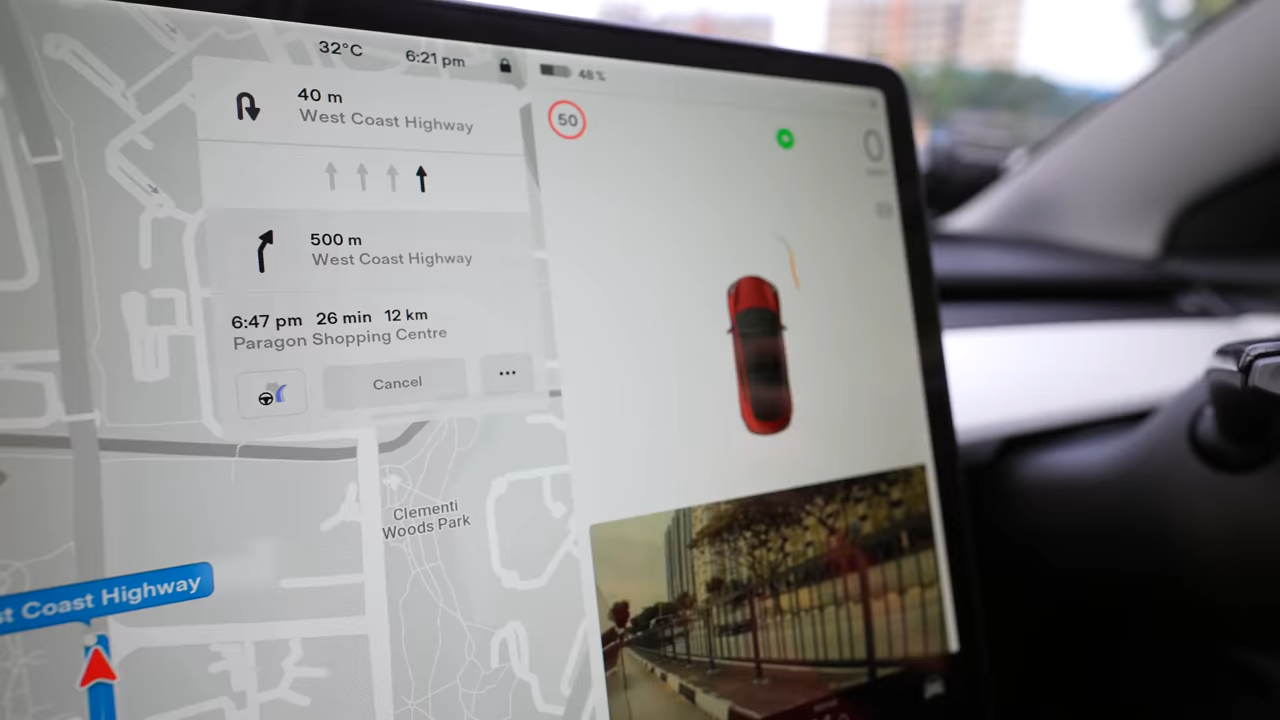 32°C 6:21 pm
48 %
40 m
West Coast Highway
50
0
500 m
West Coast Highway
6:47 pm 26 min 12 km
Paragon Shopping Centre
Cancel
Clementi
Woods Park
st Coast Highway